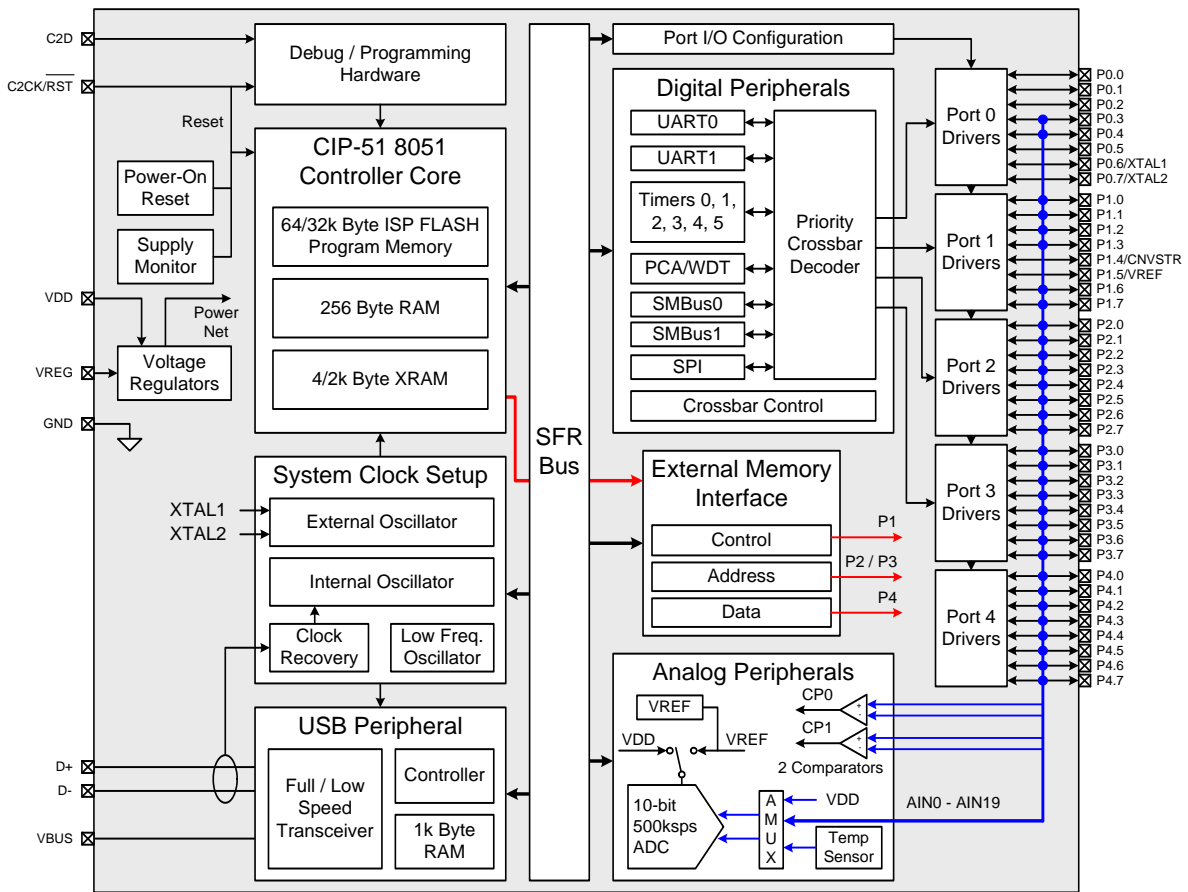 C2D
C2CK/RST
Debug / Programming
Hardware
Reset
Power-On
Reset
Supply
Monitor
VDD
Power
Net
VREG
Voltage
Regulators
GND
CIP-51 8051
Controller Core
64/32k Byte ISP FLASH
Program Memory
256 Byte RAM
4/2k Byte XRAM
System Clock Setup
XTAL1
XTAL2
External Oscillator
Internal Oscillator
Clock
Recovery
Low Freq.
Oscillator
USB Peripheral
D+
D-
VBUS
Full / Low
Speed
Transceiver
Controller
1k Byte
RAM
SFR
Bus
Port I/O Configuration
Digital Peripherals
UART0
UART1
Timers 0, 1,
2, 3, 4, 5
PCA/WDT
SMBus0
SMBus1
SPI
Priority
Crossbar
Decoder
Crossbar Control
External Memory
Interface
Control
Address
Data
P1
P2 / P3
P4
Analog Peripherals
VREF
VDD
VREF
CP0
+
-
CP1
+
-
2 Comparators
10-bit
500ksps
ADC
A
M
U
X
VDD
Temp
Sensor
AIN0 - AIN19
Port 0
Drivers
Port 1
Drivers
Port 2
Drivers
Port 3
Drivers
Port 4
Drivers
P0.0
P0.1
P0.2
P0.3
P0.4
P0.5
P0.6/XTAL1
P0.7/XTAL2
P1.0
P1.1
P1.2
P1.3
P1.4/CNVSTR
P1.5/VREF
P1.6
P1.7
P2.0
P2.1
P2.2
P2.3
P2.4
P2.5
P2.6
P2.7
P3.0
P3.1
P3.2
P3.3
P3.4
P3.5
P3.6
P3.7
P4.0
P4.1
P4.2
P4.3
P4.4
P4.5
P4.6
P4.7